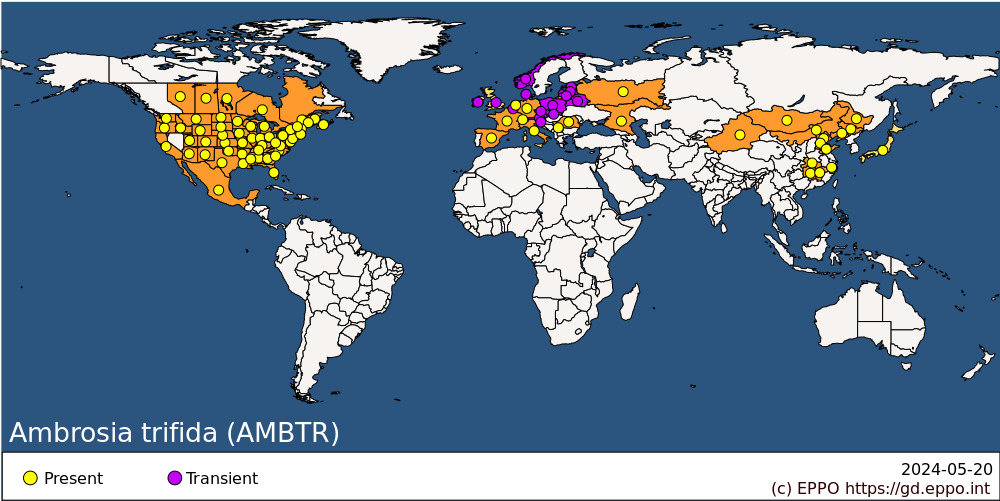 Ambrosia trifida (AMBTR)
Present
Transient
2024-05-20
(c) EPPO https://gd.eppo.int